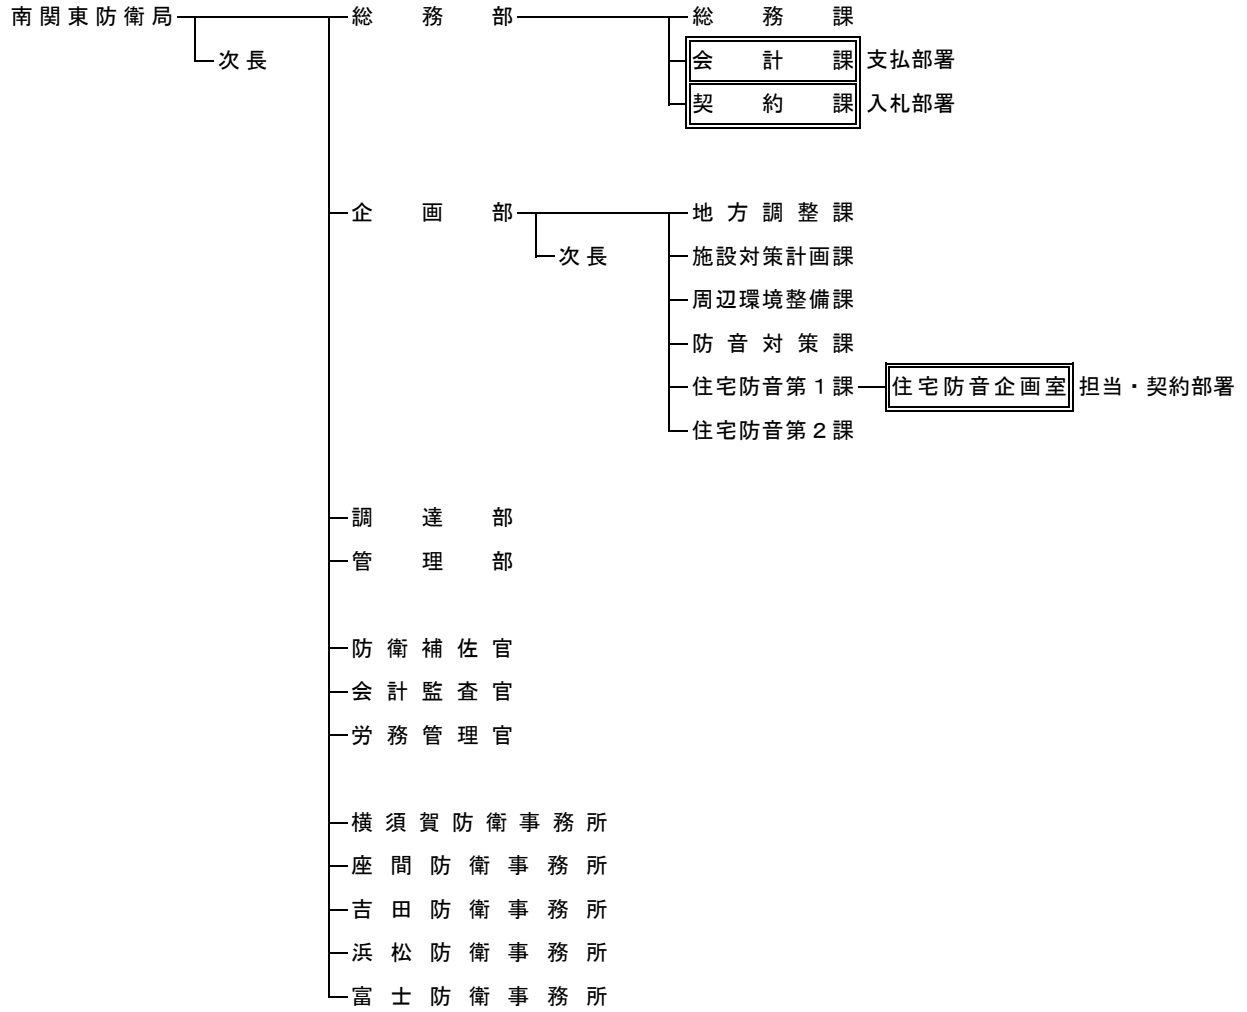 南関東防衛局 総務部 総務課
次長 会計課 支払部署
契約課 入札部署
企画部 地方調整課
次長 施設対策計画課
周辺環境整備課
防音対策課
住宅防音第１課 住宅防音企画室 担当・契約部署
住宅防音第２課
調達部
管理部
防衛補佐官
会計監査官
労務管理官
横須賀防衛事務所
座間防衛事務所
吉田防衛事務所
浜松防衛事務所
富士防衛事務所